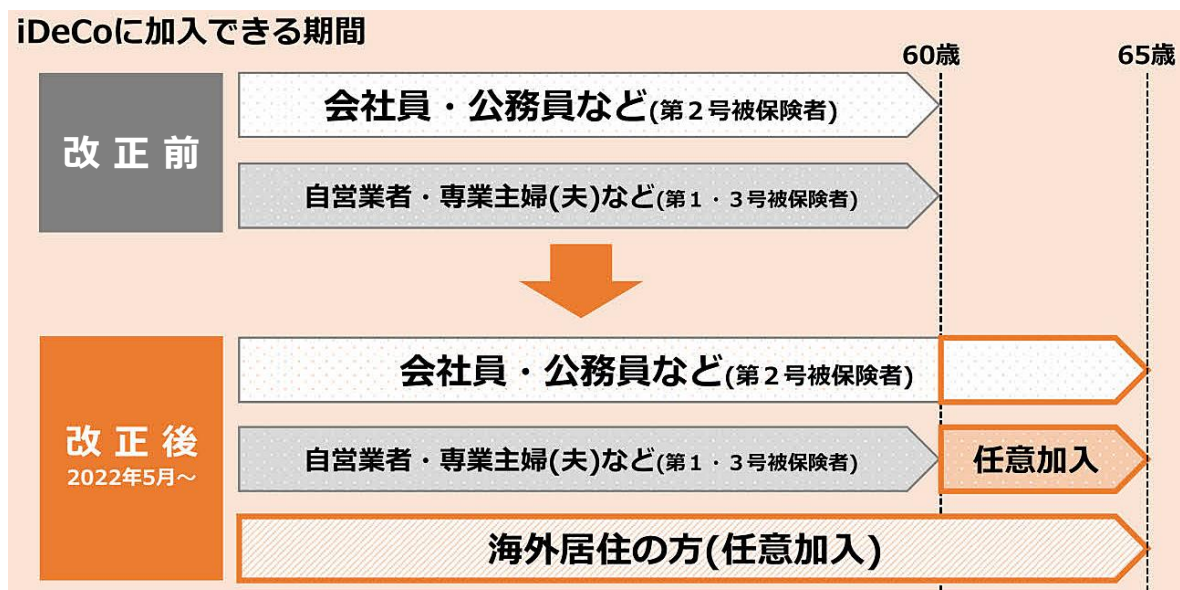 iDeCoに加入できる期間
60歳
65歳
改正前
会社員・公務員など(第２号被保険者)
自営業者・専業主婦(夫)など(第１・３号被保険者)
改正後
2022年5月～
会社員・公務員など(第２号被保険者)
自営業者・専業主婦(夫)など(第１・３号被保険者)
任意加入
海外居住の方(任意加入)